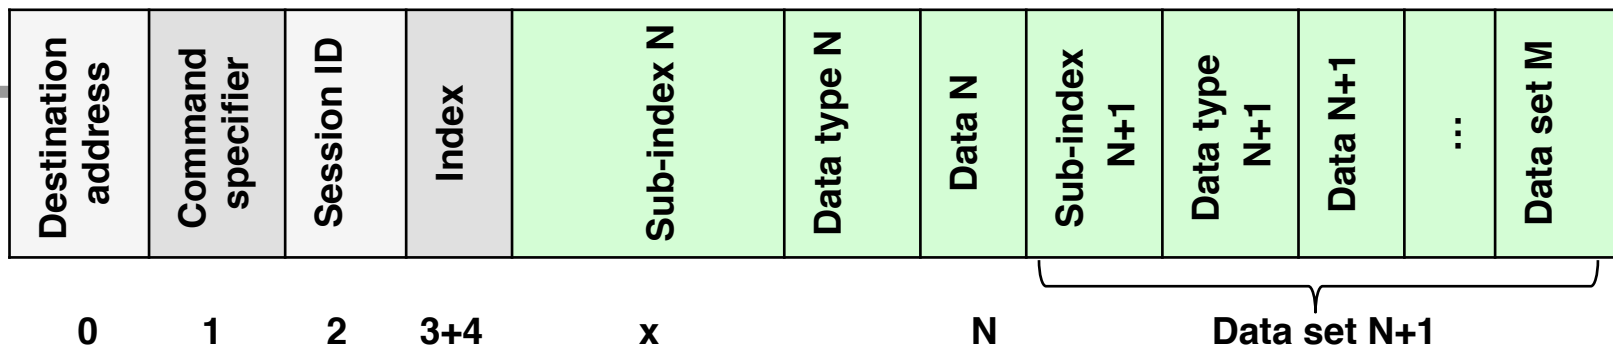 Destination
address
Command
specifier
Session ID
Index
Sub-index N
Data type N
Data N
Sub-index
N+1
Data type
N+1
Data N+1
...
Data set M
0 1 2 3+4 x N Data set N+1